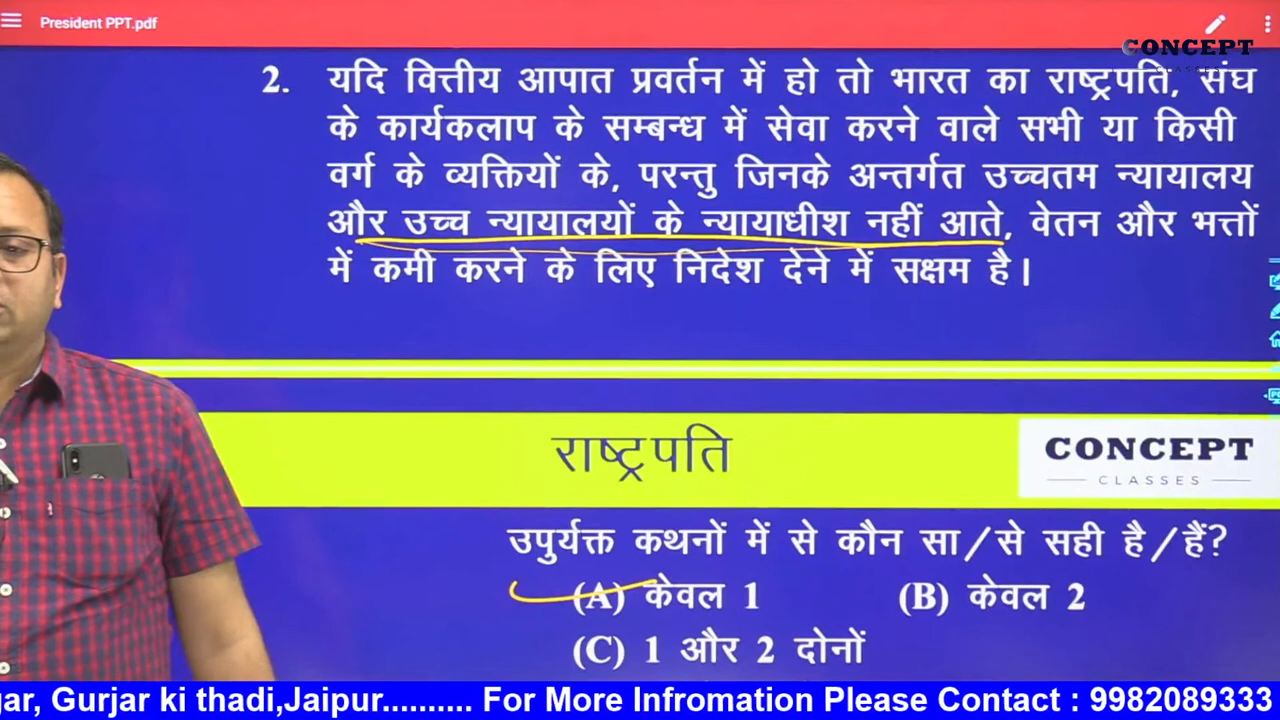 President PPT.pdf
CONCEPT
CLASSES
2. यदि वित्तीय आपात प्रवर्तन में हो तो भारत का राष्ट्रपति, संघ
के कार्यकलाप के सम्बन्ध में सेवा करने वाले सभी या किसी
वर्ग के व्यक्तियों के, परन्तु जिनके अन्तर्गत उच्चतम न्यायालय
और उच्च न्यायालयों के न्यायाधीश नहीं आते, वेतन और भत्तों
में कमी करने के लिए निदेश देने में सक्षम है।
राष्ट्रपति
CONCEPT
CLASSES
उपुर्यक्त कथनों में से कौन सा/से सही है/हैं?
(A) केवल 1 (B) केवल 2
(C) 1 और 2 दोनों
gar, Gurjar ki thadi,Jaipur.......... For More Infromation Please Contact : 9982089333